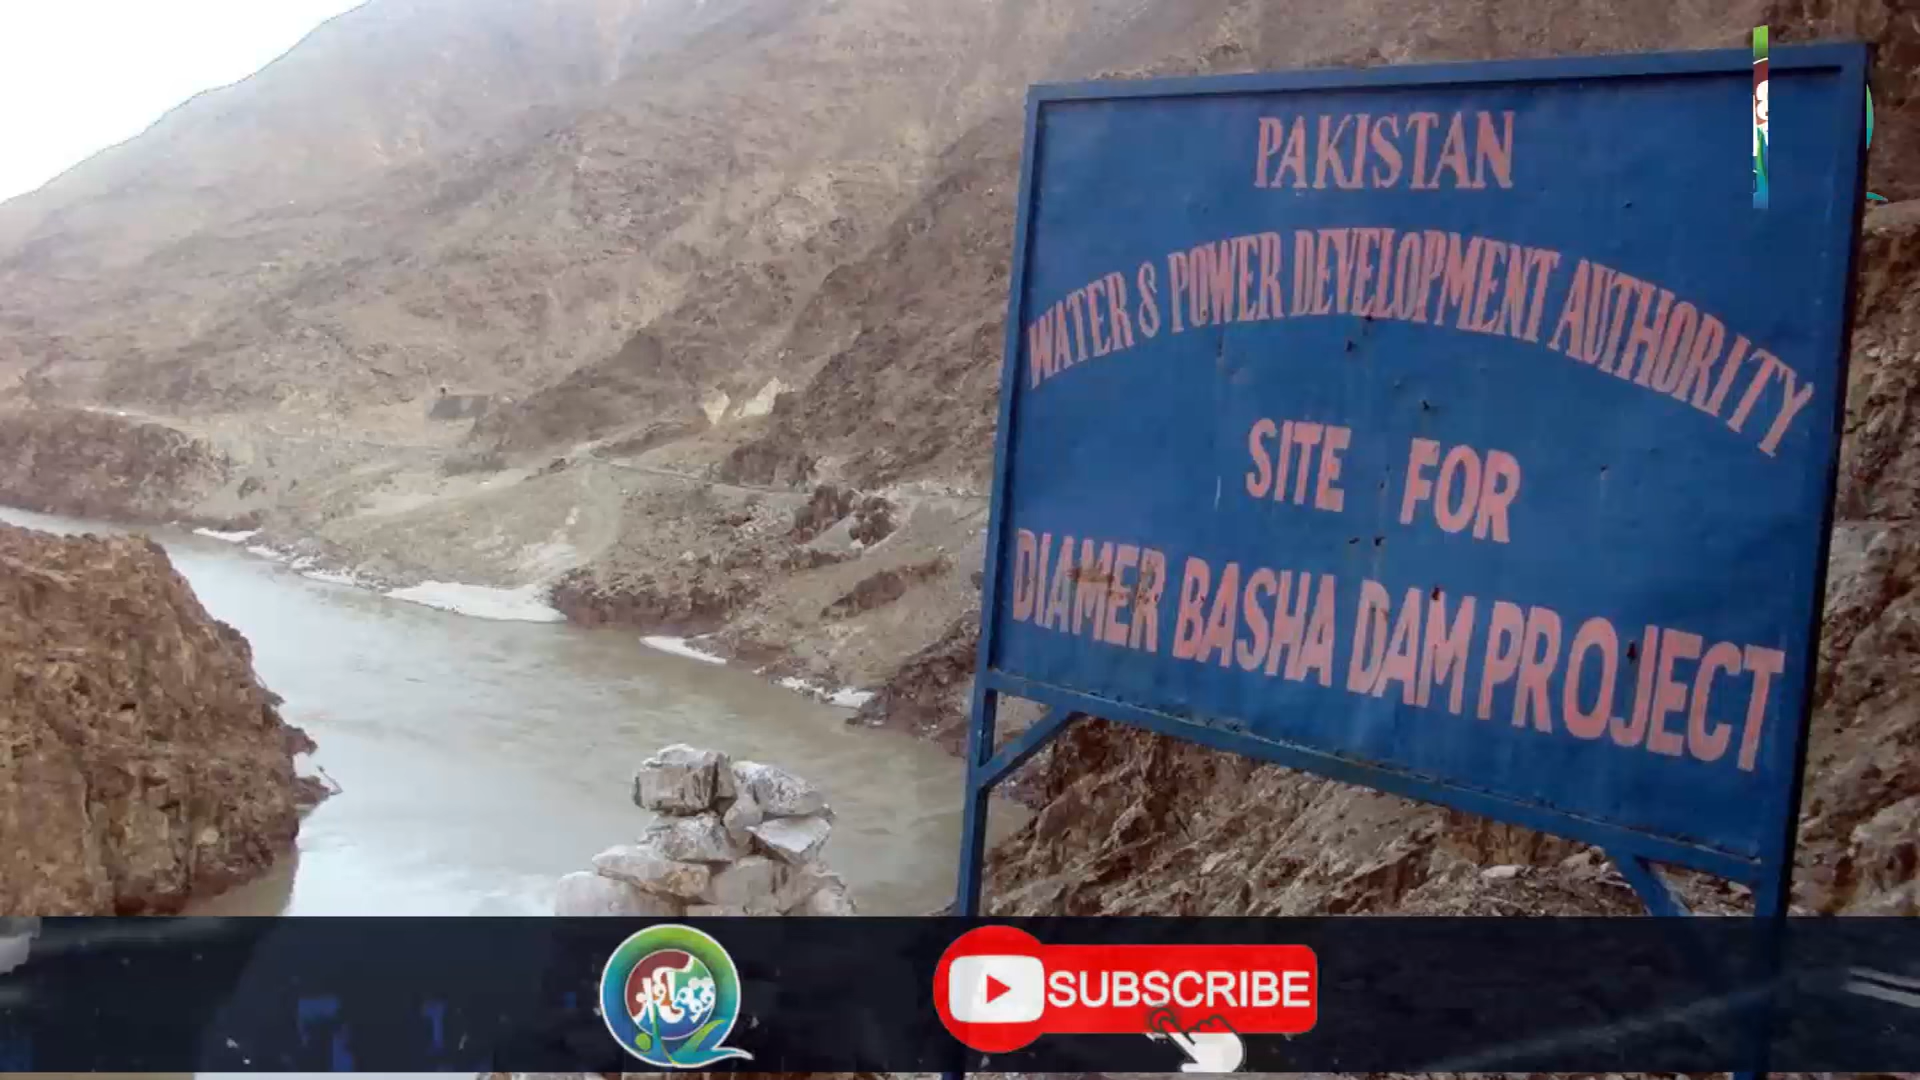 PAKISTAN
WATER & POWER DEVELOPMENT AUTHORITY
SITE FOR
DIAMER BASHA DAM PROJECT
SUBSCRIBE